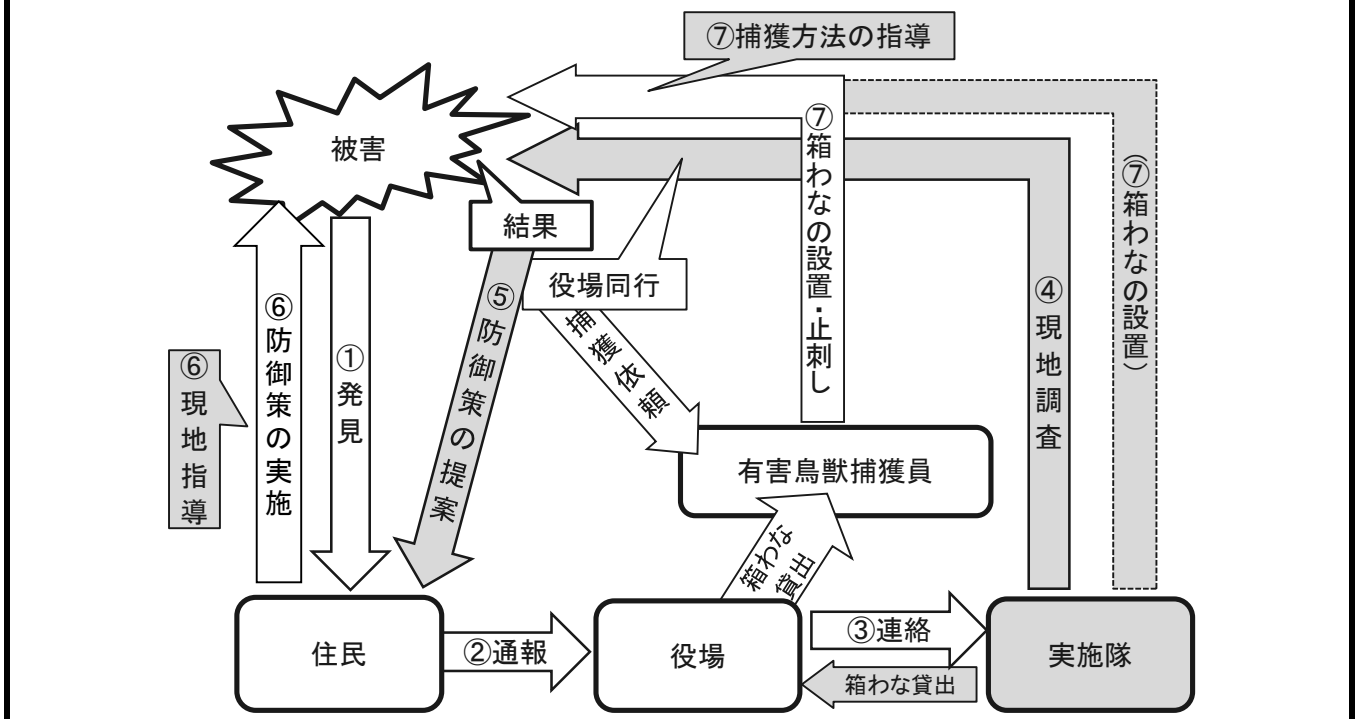 ⑦捕獲方法の指導
被害
結果
役場同行
⑦箱わなの設置・止刺し
（⑦箱わなの設置）
④現地調査
⑤防御策の提案
捕獲依頼
⑥防御策の実施
①発見
⑥現地指導
有害鳥獣捕獲員
箱わな
貸出
住民
②通報
役場
③連絡
箱わな貸出
実施隊